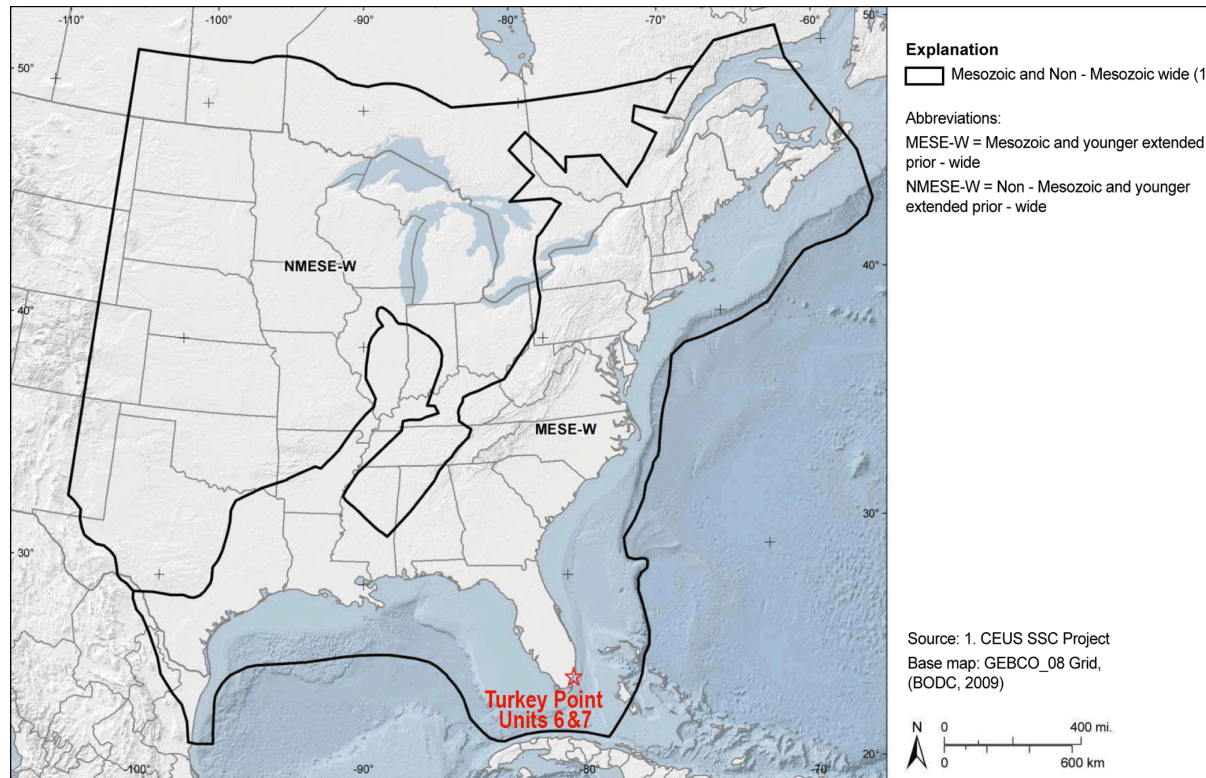 -110°
-100°
-90°
-80°
-70°
-60°
50°
50°
40°
40°
30°
30°
20°
-100°
-90°
-80°
-70°
NMESE-W
MESE-W
Turkey Point
Units 6 & 7
Explanation
Mesozoic and Non - Mesozoic wide (1
Abbreviations:
MESE-W = Mesozoic and younger extended
prior - wide
NMESE-W = Non - Mesozoic and younger
extended prior - wide
Source: 1. CEUS SSC Project
Base map: GEBCO_08 Grid,
(BODC, 2009)
N
0 400 mi.
0 600 km